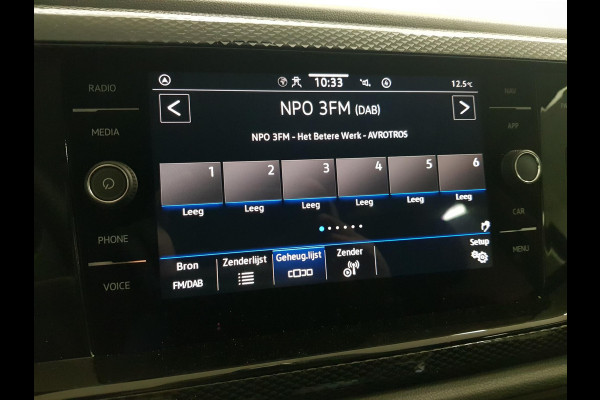 RADIO
MEDIA
PHONE
VOICE
10:33
12.5°C
NPO 3FM (DAB)
NPO 3FM - Het Betere Werk - AVROTROS
1 2 3 4 5 6
Leeg Leeg Leeg Leeg Leeg Leeg
Bron Zenderlijst Geheug.lijst Zender Setup
FM/DAB
NAV
APP
CAR
MENU